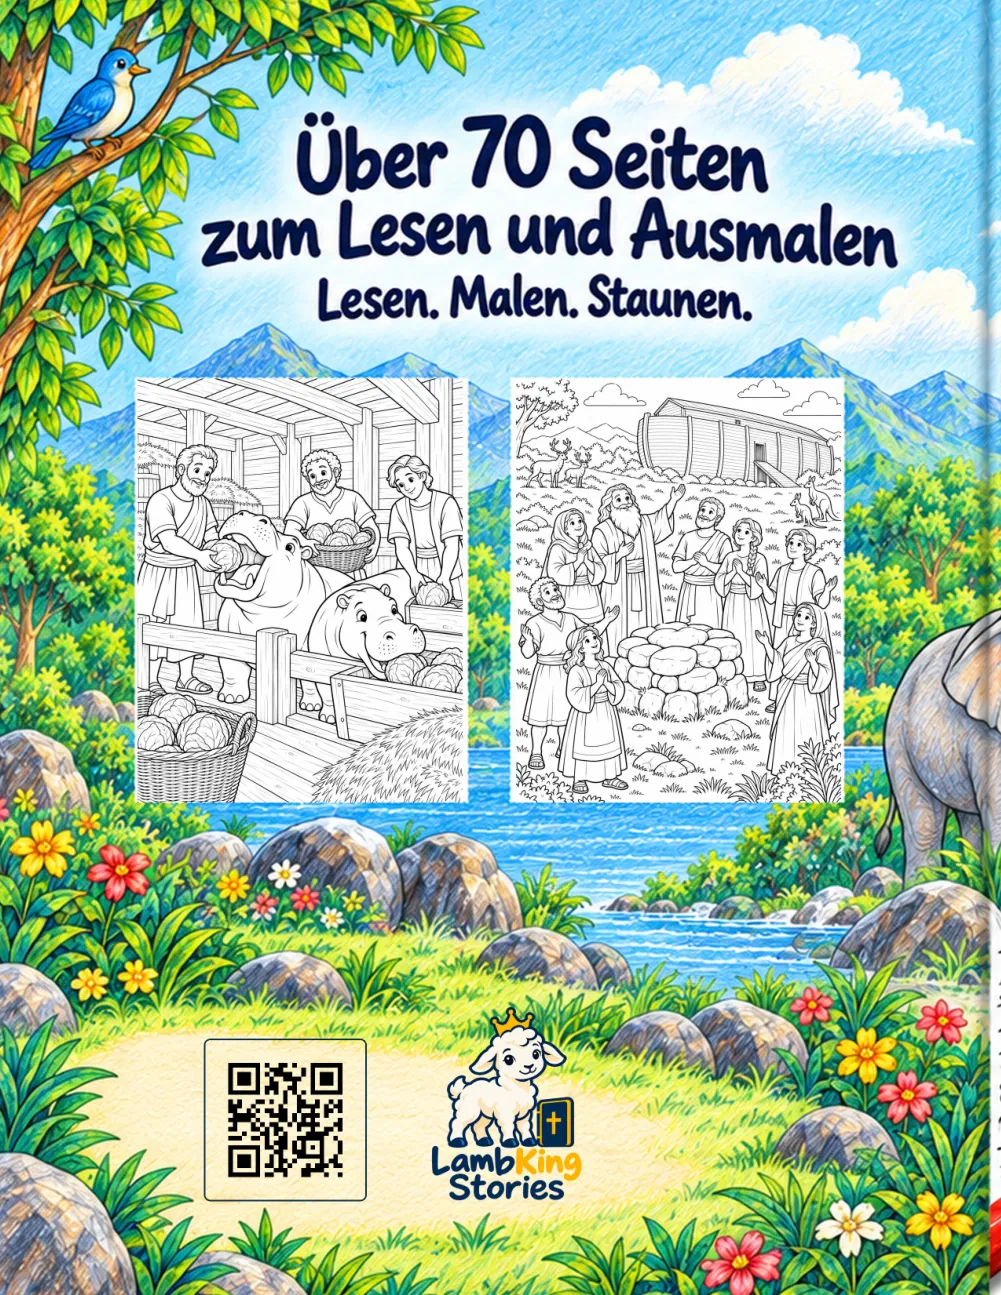 Über 70 Seiten
zum Lesen und Ausmalen
Lesen. Malen. Staunen.
LambKing
Stories